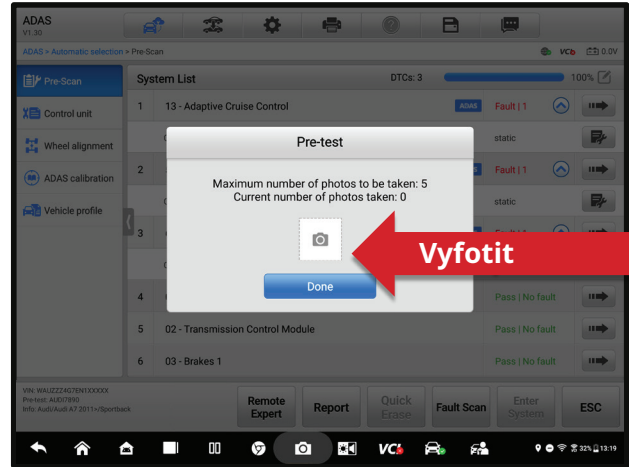 ADAS
V1.30
ADAS > Automatic selection > Pre-Scan
VCi 0.0V
Pre-Scan
System List
DTCs: 3
100%
Control unit
1 13 - Adaptive Cruise Control ADAS Fault | 1
static
Wheel alignment
Pre-test
2 Fault | 1
ADAS calibration
Maximum number of photos to be taken: 5
Current number of photos taken: 0
static
Vehicle profile
3
Vyfotit
Done
4 Pass | No fault
5 02 - Transmission Control Module Pass | No fault
6 03 - Brakes 1 Pass | No fault
VIN: WAUZZZ4G7EN1XXXXX
Pre-test: AUDI7890
Info: Audi/Audi A7 2011>/Sportback
Remote
Expert
Report
Quick
Erase
Fault Scan
Enter
System
ESC
VCi
32% 13:19